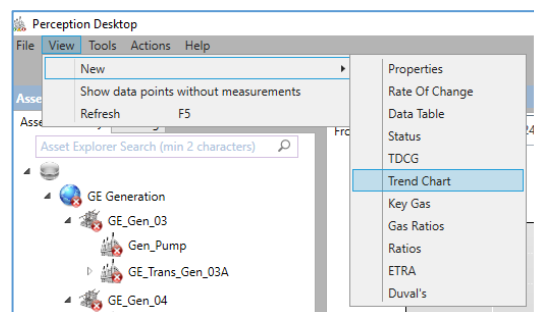 Perception Desktop
File View Tools Actions Help
New
Show data points without measurements
Refresh F5
Properties
Rate Of Change
Data Table
Status
TDCG
Trend Chart
Key Gas
Gas Ratios
Ratios
ETRA
Duval's
Asset Explorer Search (min 2 characters)
GE Generation
GE_Gen_03
Gen_Pump
GE_Trans_Gen_03A
GE_Gen_04